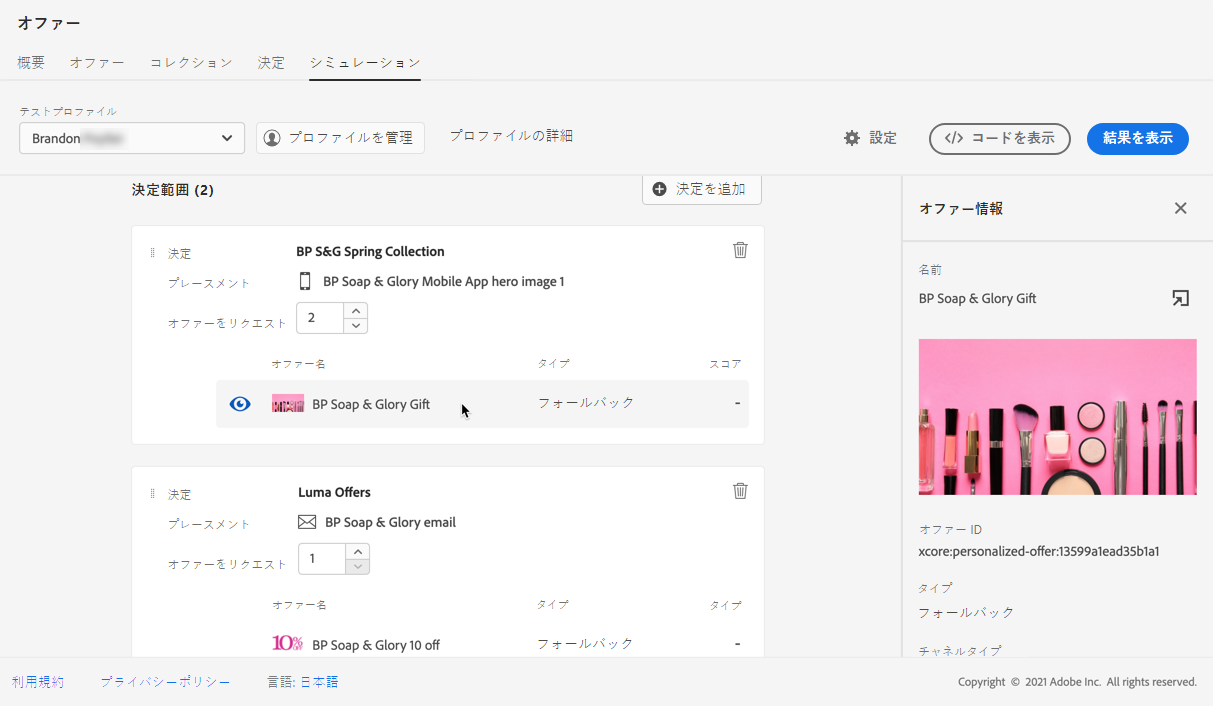 オファー
概要 オファー コレクション 決定 シミュレーション
テストプロファイル
Brandon プロファイルを管理 プロファイルの詳細 設定 </> コードを表示 結果を表示
決定範囲 (2) 決定を追加
決定 BP S&G Spring Collection
プレースメント BP Soap & Glory Mobile App hero image 1
オファーをリクエスト 2
オファー名 タイプ スコア
BP Soap & Glory Gift フォールバック -
決定 Luma Offers
プレースメント BP Soap & Glory email
オファーをリクエスト 1
オファー名 タイプ タイプ
10% BP Soap & Glory 10 off フォールバック -
オファー情報
名前
BP Soap & Glory Gift
オファー ID
xcore:personalized-offer:13599a1ead35b1a1
タイプ
フォールバック
チャネルタイプ
利用規約 プライバシーポリシー 言語: 日本語 Copyright © 2021 Adobe Inc. All rights reserved.